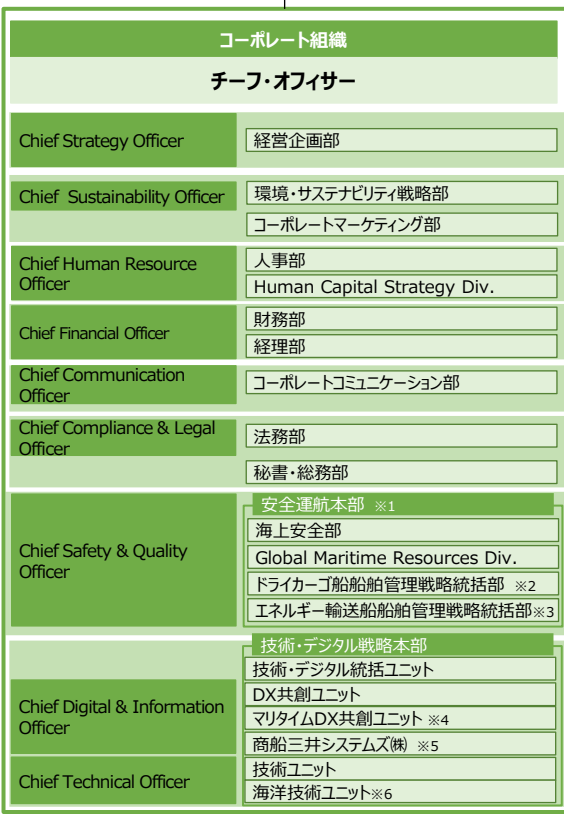 コーポレート組織
チーフ・オフィサー
Chief Strategy Officer
経営企画部
Chief Sustainability Officer
環境・サステナビリティ戦略部
コーポレートマーケティング部
Chief Human Resource
Officer
人事部
Human Capital Strategy Div.
Chief Financial Officer
財務部
経理部
Chief Communication
Officer
コーポレートコミュニケーション部
Chief Compliance & Legal
Officer
法務部
秘書・総務部
Chief Safety & Quality
Officer
安全運航本部 ※1
海上安全部
Global Maritime Resources Div.
ドライカーゴ船船舶管理戦略統括部 ※2
エネルギー輸送船船舶管理戦略統括部※3
技術・デジタル戦略本部
技術・デジタル統括ユニット
Chief Digital & Information
Officer
DX共創ユニット
マリタイムDX共創ユニット ※4
商船三井システムズ㈱ ※5
Chief Technical Officer
技術ユニット
海洋技術ユニット※6